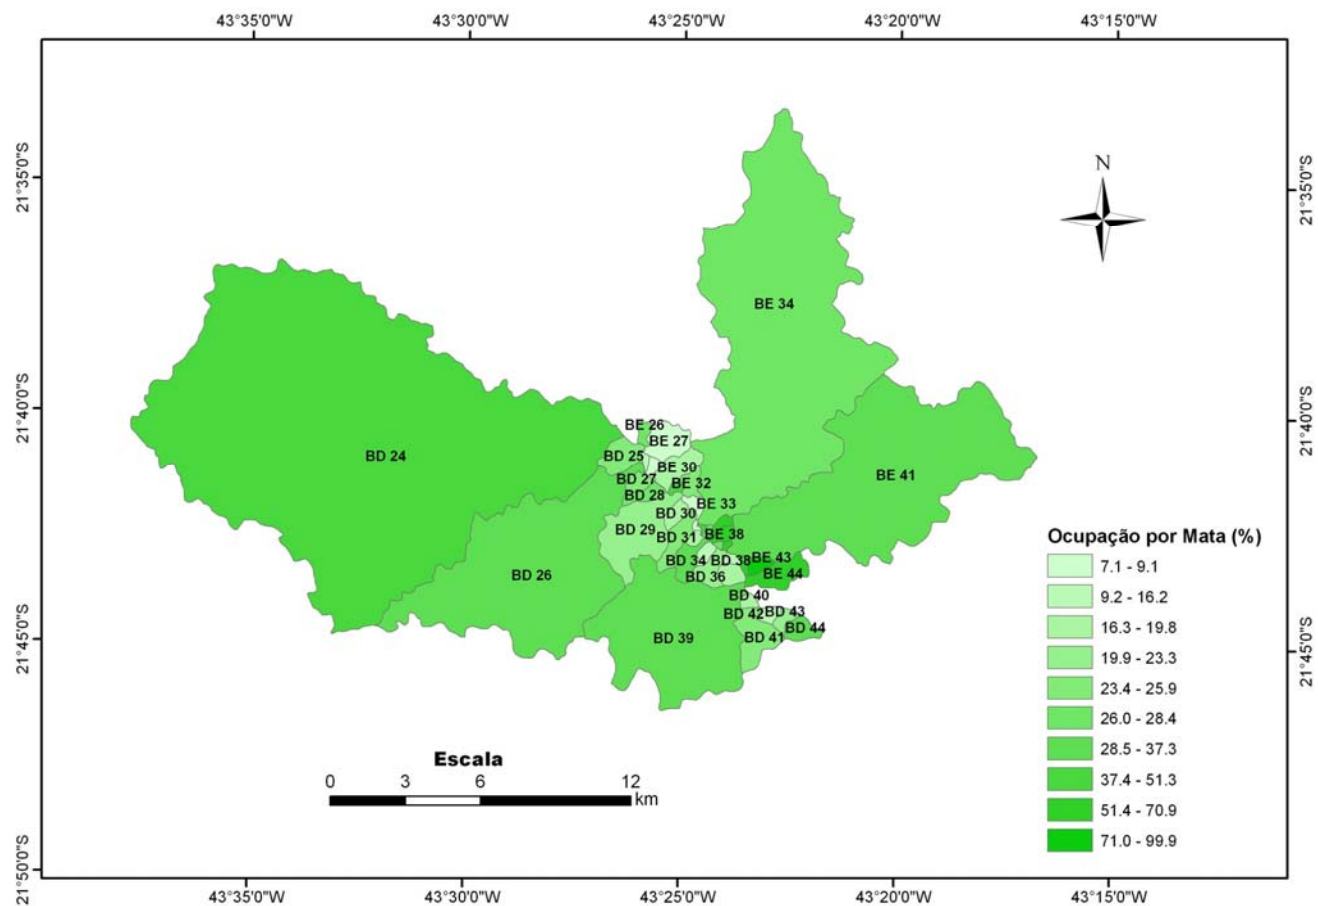 43°35'0"W 43°30'0"W 43°25'0"W 43°20'0"W 43°15'0"W
21°35'0"S
21°40'0"S
21°45'0"S
21°50'0"S
N
21°35'0"S
21°40'0"S
21°45'0"S
BE 34
BE 26
BE 27
BD 24
BD 25
BE 30
BE 41
BD 27
BE 32
BD 28
BE 33
BD 30
BD 29
BD 31
BE 38
BD 34
BD 38
BE 43
BD 26
BD 36
BE 44
BD 40
BD 42
BD 43
BD 44
BD 39
BD 41
Ocupação por Mata (%)
7.1 - 9.1
9.2 - 16.2
16.3 - 19.8
19.9 - 23.3
23.4 - 25.9
26.0 - 28.4
28.5 - 37.3
37.4 - 51.3
51.4 - 70.9
71.0 - 99.9
Escala
0 3 6 12
km
43°35'0"W 43°30'0"W 43°25'0"W 43°20'0"W 43°15'0"W